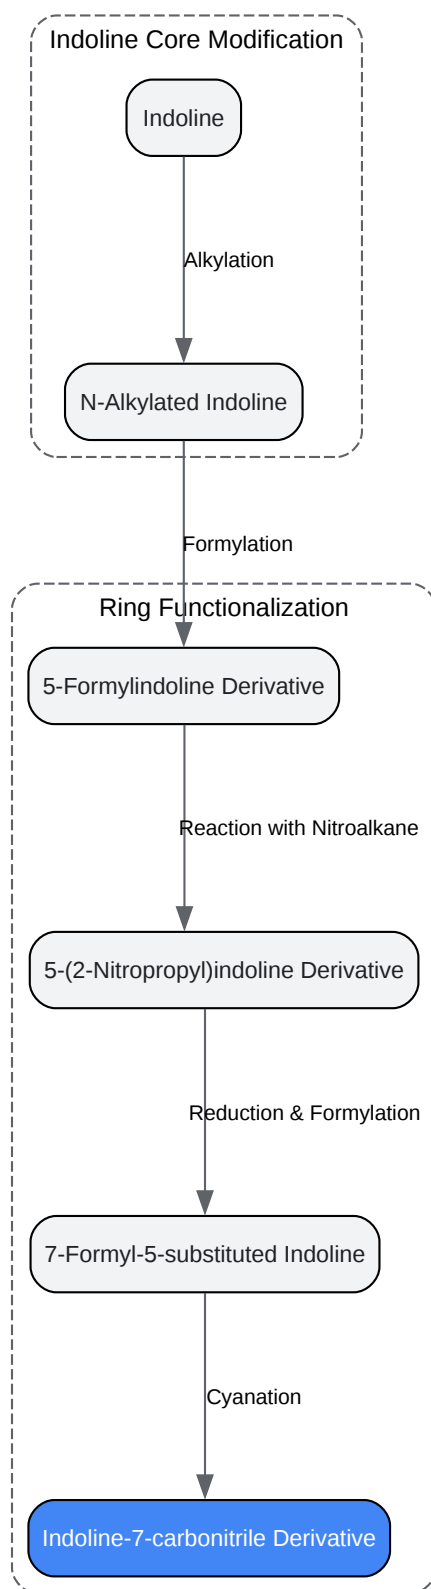 Indoline Core Modification
Indoline
Alkylation
N-Alkylated Indoline
Formylation
Ring Functionalization
5-Formylindoline Derivative
Reaction with Nitroalkane
5-(2-Nitropropyl)indoline Derivative
Reduction & Formylation
7-Formyl-5-substituted Indoline
Cyanation
Indoline-7-carbonitrile Derivative